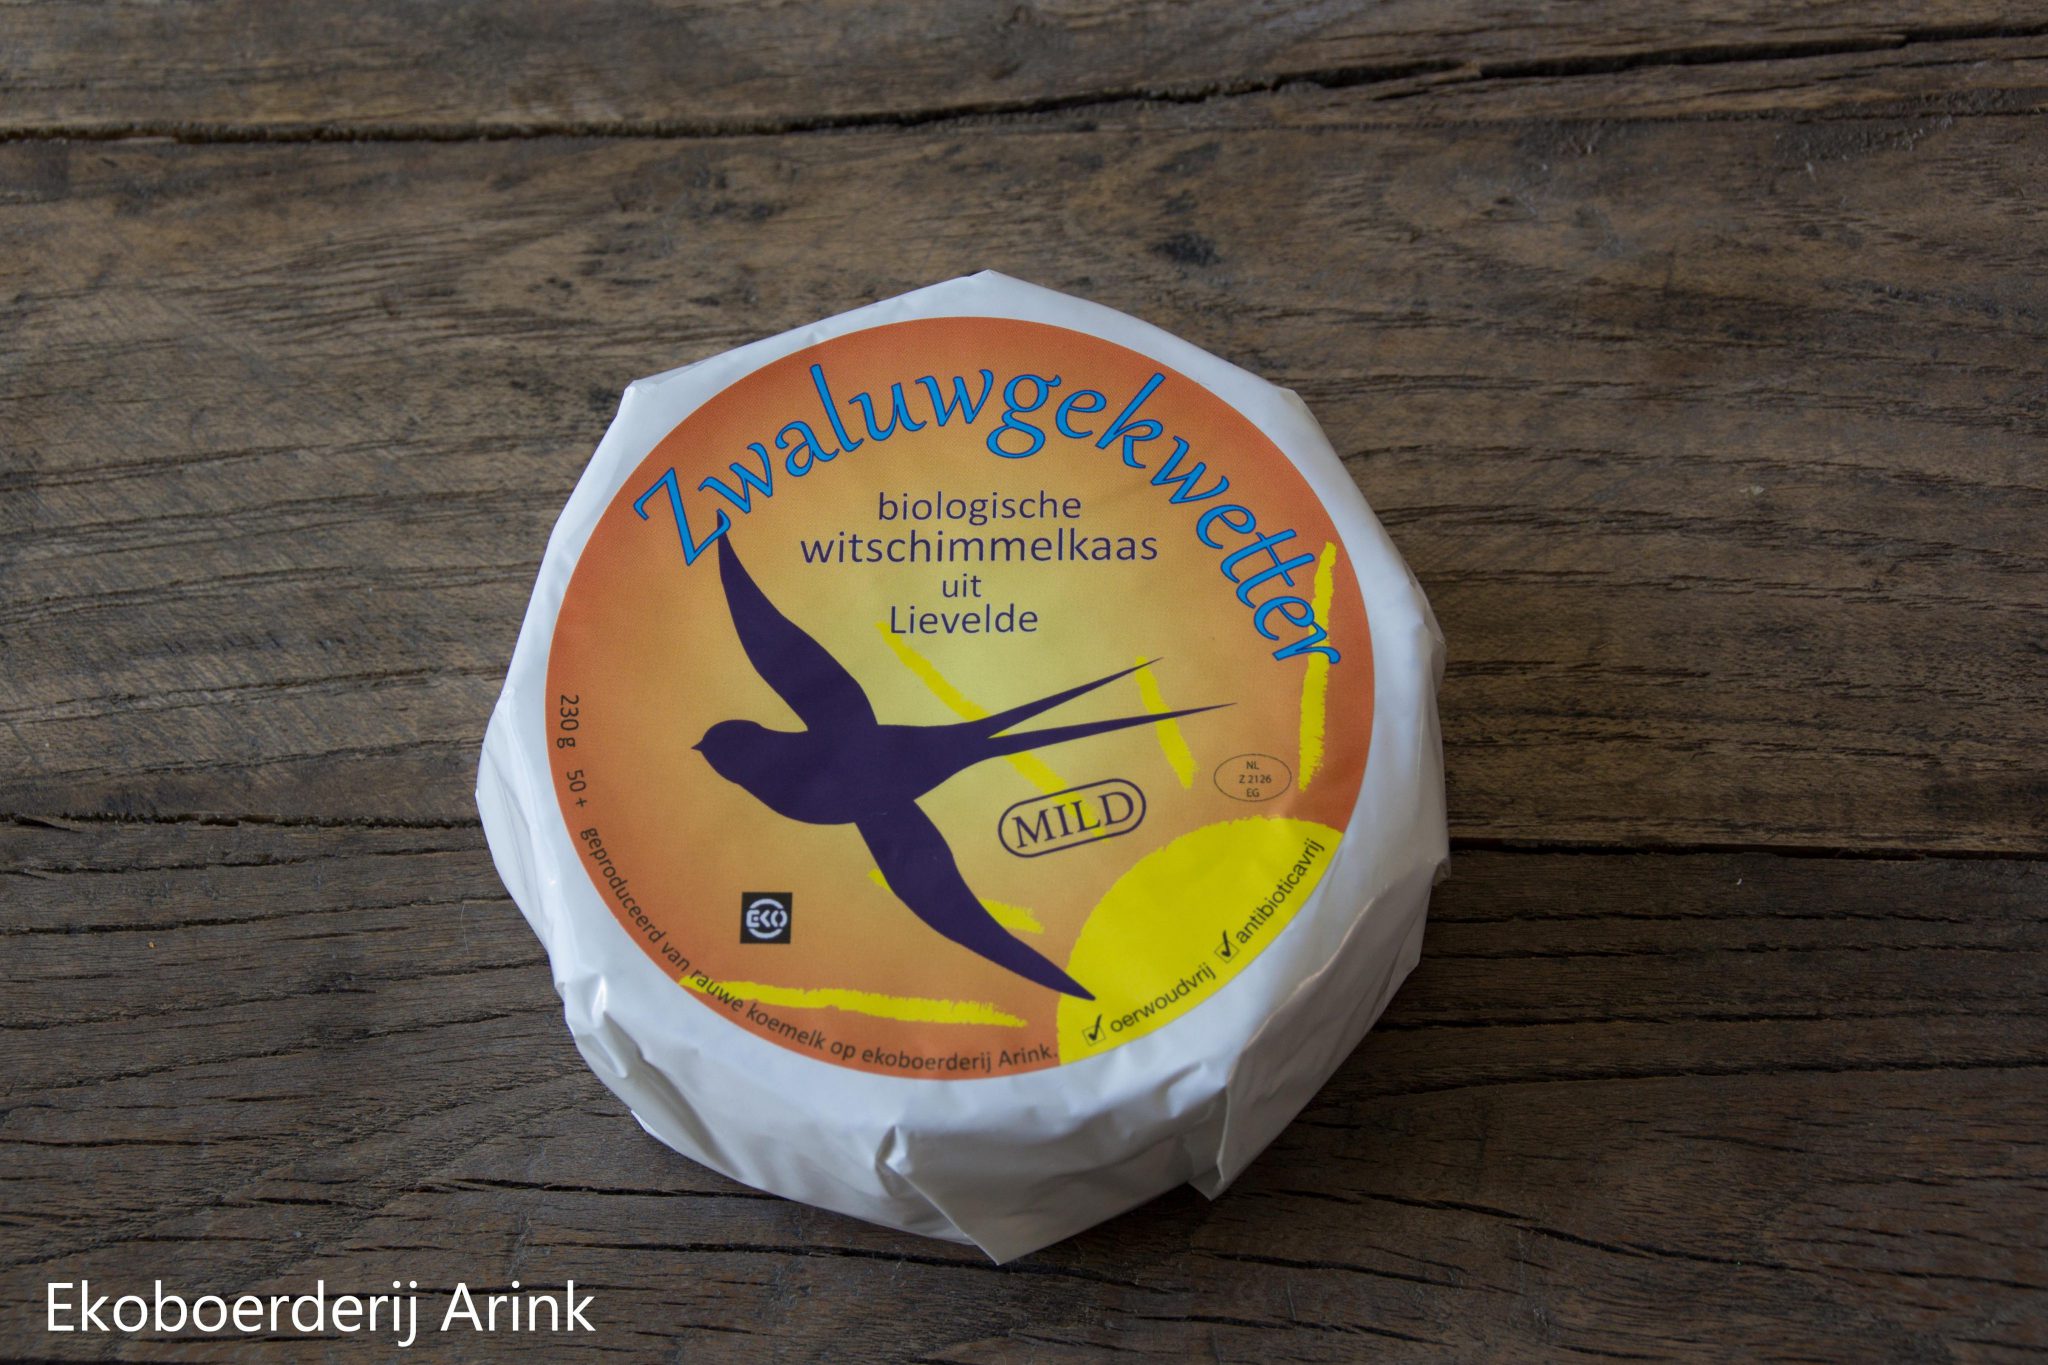 Zwaluwgekwetter
biologische
witschimmelkaas
uit
Lievelde
MILD
NL
Z 2126
EG
EKO
230 g 50+ geproduceerd van rauwe koemelk op ekoboerderij Arink.
oerwoudvrij antibioticavrij
Ekoboerderij Arink